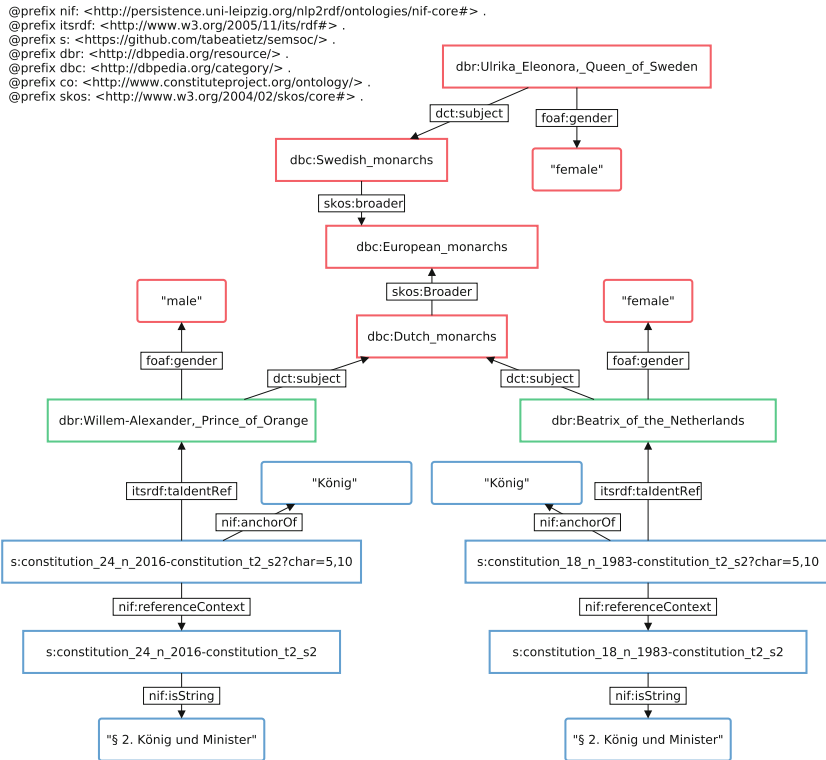 @prefix nif: <http://persistence.uni-leipzig.org/nlp2rdf/ontologies/nif-core#> .
@prefix itsrdf: <http://www.w3.org/2005/11/its/rdf#> .
@prefix s: <https://github.com/tabeatietz/semsoc/> .
@prefix dbr: <http://dbpedia.org/resource/> .
@prefix dbc: <http://dbpedia.org/category/> .
@prefix co: <http://www.constituteproject.org/ontology/> .
@prefix skos: <http://www.w3.org/2004/02/skos/core#> .
dbr:Ulrika_Eleonora,_Queen_of_Sweden
dct:subject
foaf:gender
dbc:Swedish_monarchs
"female"
skos:broader
dbc:European_monarchs
skos:Broader
"male"
"female"
dbc:Dutch_monarchs
foaf:gender
foaf:gender
dct:subject
dct:subject
dbr:Willem-Alexander,_Prince_of_Orange
dbr:Beatrix_of_the_Netherlands
"König"
"König"
itsrdf:taIdentRef
itsrdf:taIdentRef
nif:anchorOf
nif:anchorOf
s:constitution_24_n_2016-constitution_t2_s2?char=5,10
s:constitution_18_n_1983-constitution_t2_s2?char=5,10
nif:referenceContext
nif:referenceContext
s:constitution_24_n_2016-constitution_t2_s2
s:constitution_18_n_1983-constitution_t2_s2
nif:isString
nif:isString
"§ 2. König und Minister"
"§ 2. König und Minister"